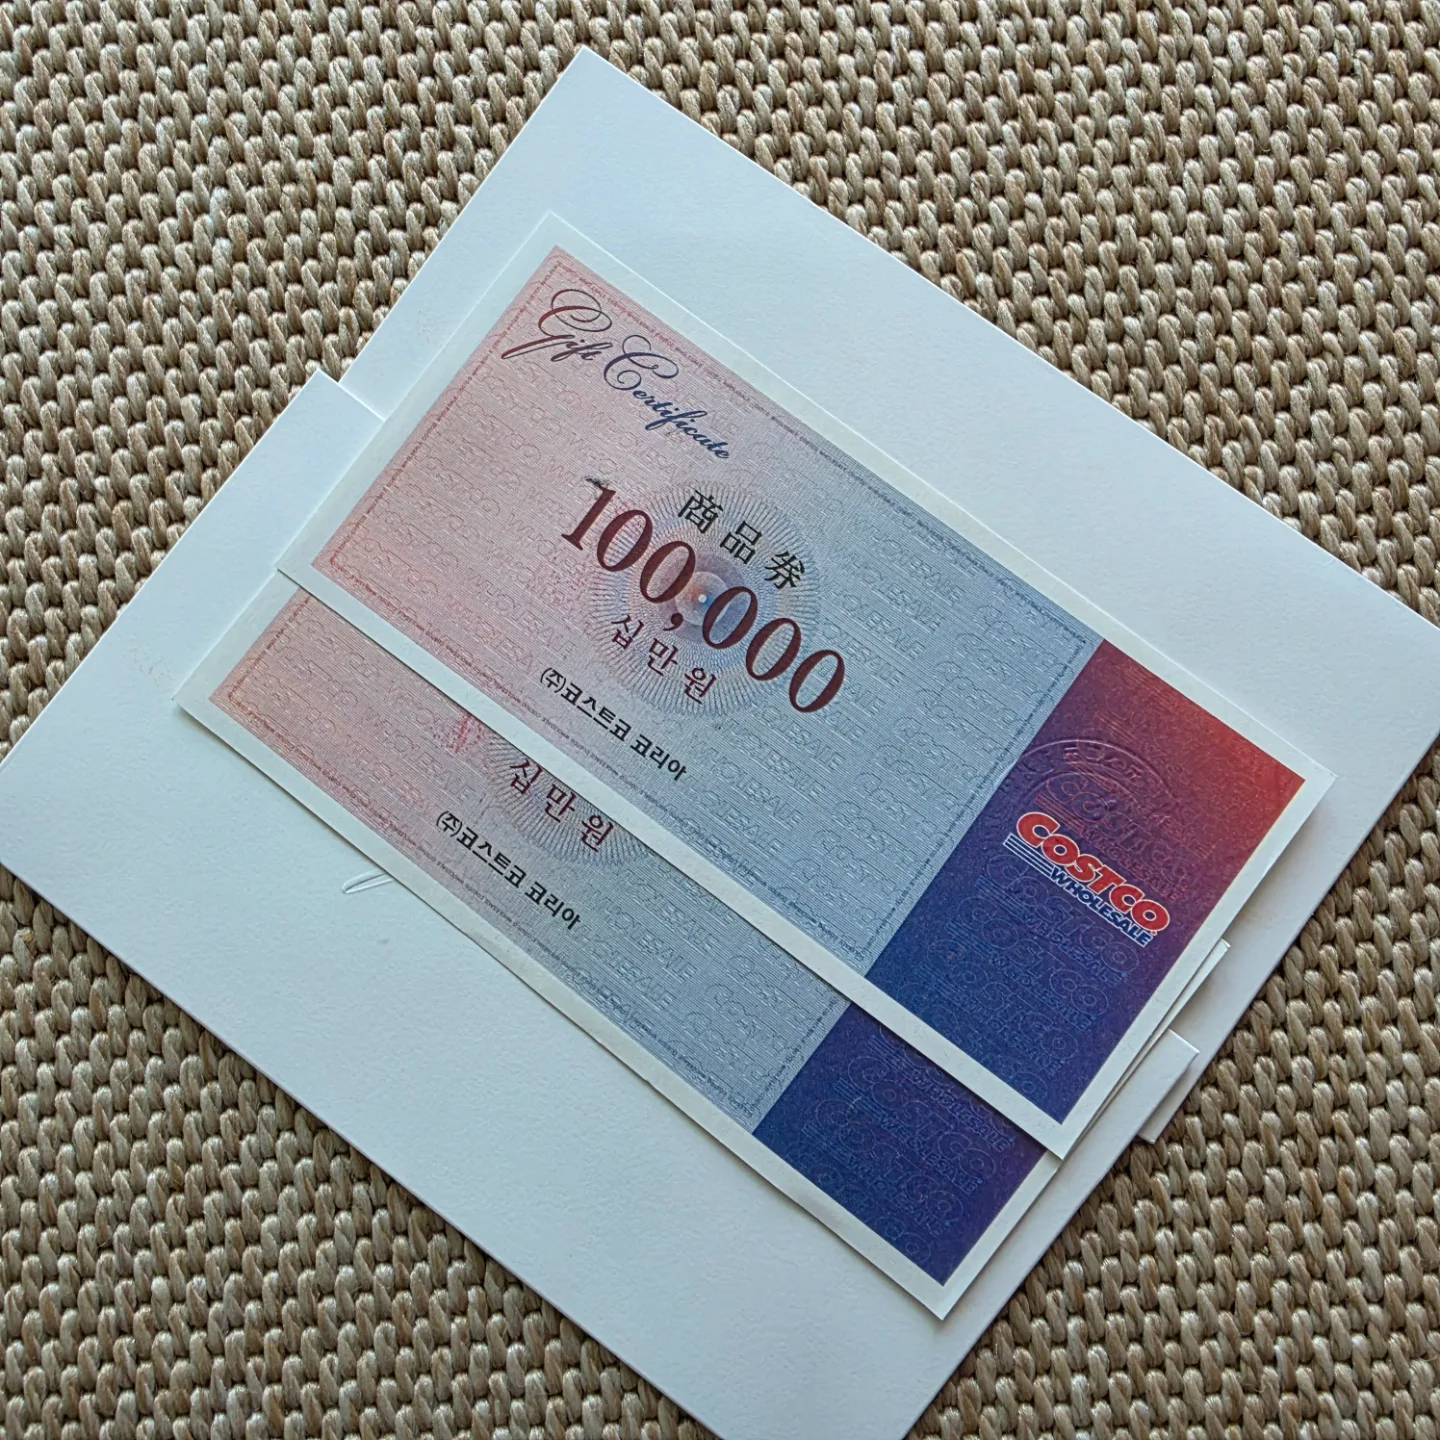 Gift Certificate
商品券
100,000
십만원
(주)코스트코 코리아
COSTCO
WHOLESALE
십만원
(주)코스트코 코리아